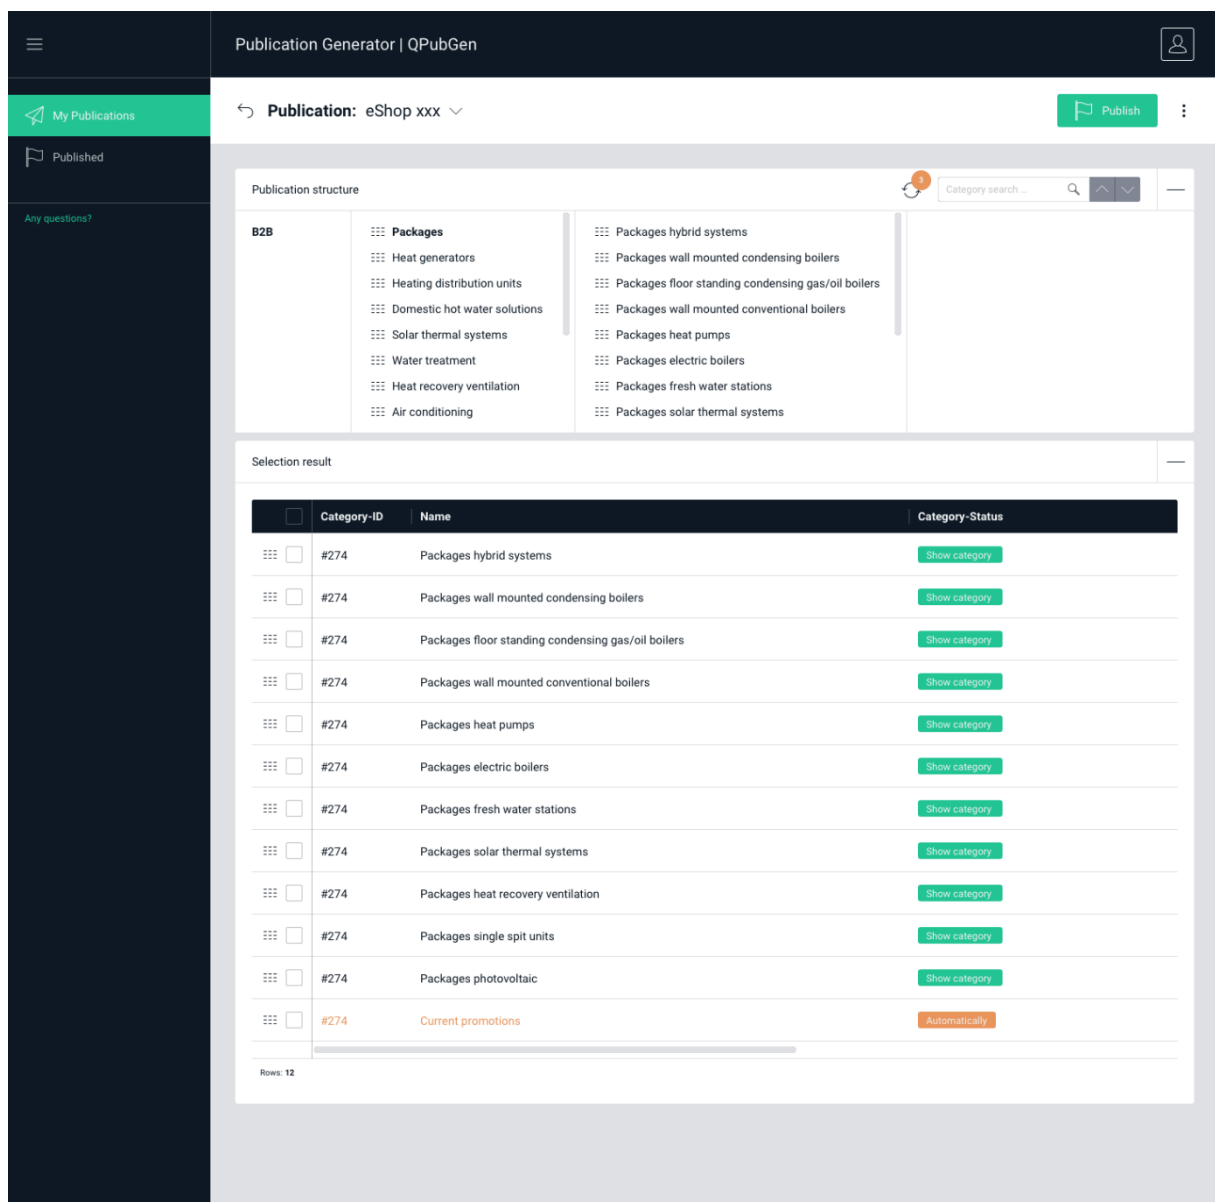 Publication Generator | QPubGen
My Publications
Published
Any questions?
Publication: eShop xxx
Publish
Publication structure
3
Category search ...
B2B
Packages
Heat generators
Heating distribution units
Domestic hot water solutions
Solar thermal systems
Water treatment
Heat recovery ventilation
Air conditioning
Packages hybrid systems
Packages wall mounted condensing boilers
Packages floor standing condensing gas/oil boilers
Packages wall mounted conventional boilers
Packages heat pumps
Packages electric boilers
Packages fresh water stations
Packages solar thermal systems
Selection result
Category-ID Name Category-Status
#274 Packages hybrid systems Show category
#274 Packages wall mounted condensing boilers Show category
#274 Packages floor standing condensing gas/oil boilers Show category
#274 Packages wall mounted conventional boilers Show category
#274 Packages heat pumps Show category
#274 Packages electric boilers Show category
#274 Packages fresh water stations Show category
#274 Packages solar thermal systems Show category
#274 Packages heat recovery ventilation Show category
#274 Packages single spit units Show category
#274 Packages photovoltaic Show category
#274 Current promotions Automatically
Rows: 12